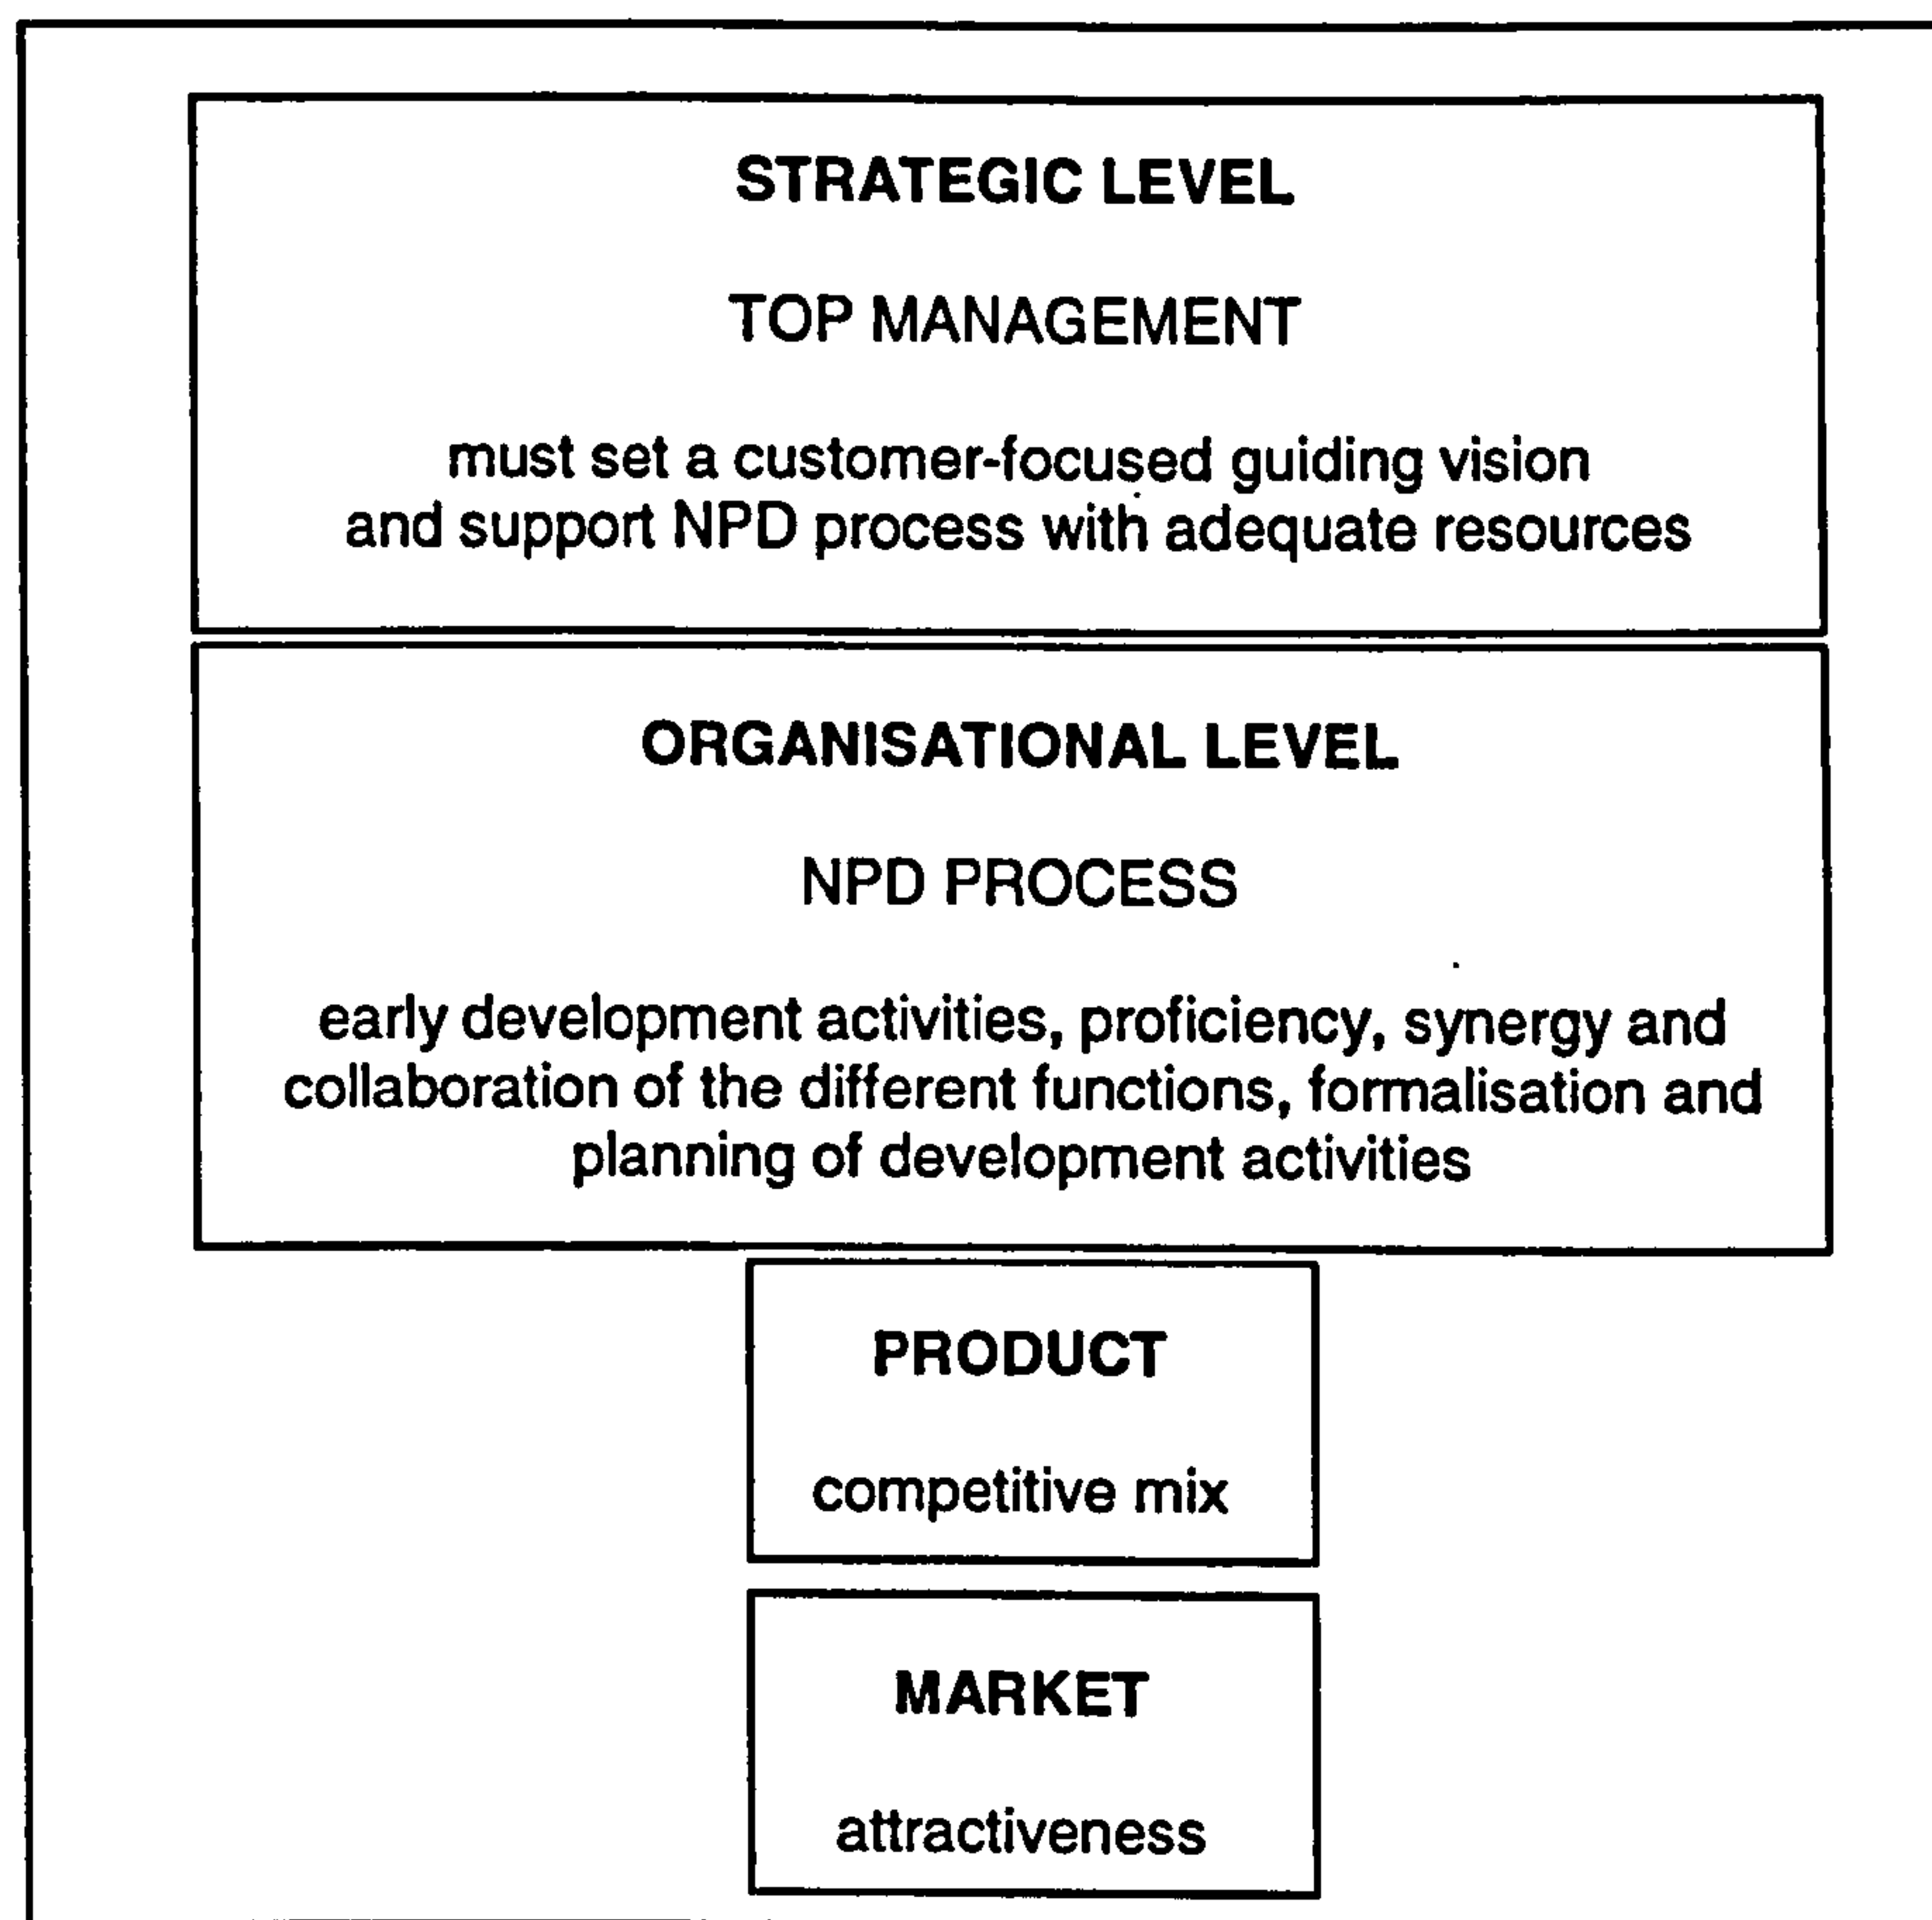 STRATEGIC LEVEL
TOP MANAGEMENT
must set a customer-focused guiding vision
and support NPD process with adequate resources
ORGANISATIONAL LEVEL
NPD PROCESS
early development activities, proficiency, synergy and
collaboration of the different functions, formalisation and
planning of development activities
PRODUCT
competitive mix
MARKET
attractiveness